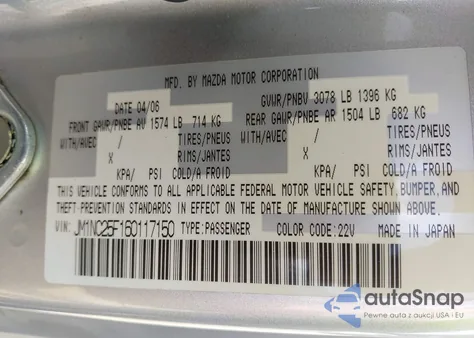 MFD. BY MAZDA MOTOR CORPORATION
DATE 04/06 GVWR/PNBV 3078 LB 1396 KG
FRONT GAWR/PNBE AV 1574 LB 714 KG REAR GAWR/PNBE AR 1504 LB 682 KG
WITH/AVEC / TIRES/PNEUS WITH/AVEC / TIRES/PNEUS
X RIMS/JANTES X RIMS/JANTES
KPA/ PSI COLD/A FROID KPA/ PSI COLD/A FROID
THIS VEHICLE CONFORMS TO ALL APPLICABLE FEDERAL MOTOR VEHICLE SAFETY, BUMPER, AND
THEFT PREVENTION STANDARDS IN EFFECT ON THE DATE OF MANUFACTURE SHOWN ABOVE.
VIN: JM1NC25F160117150 TYPE: PASSENGER COLOR CODE: 22V MADE IN JAPAN
autoSnap
Pewne auto z aukcji USA i EU